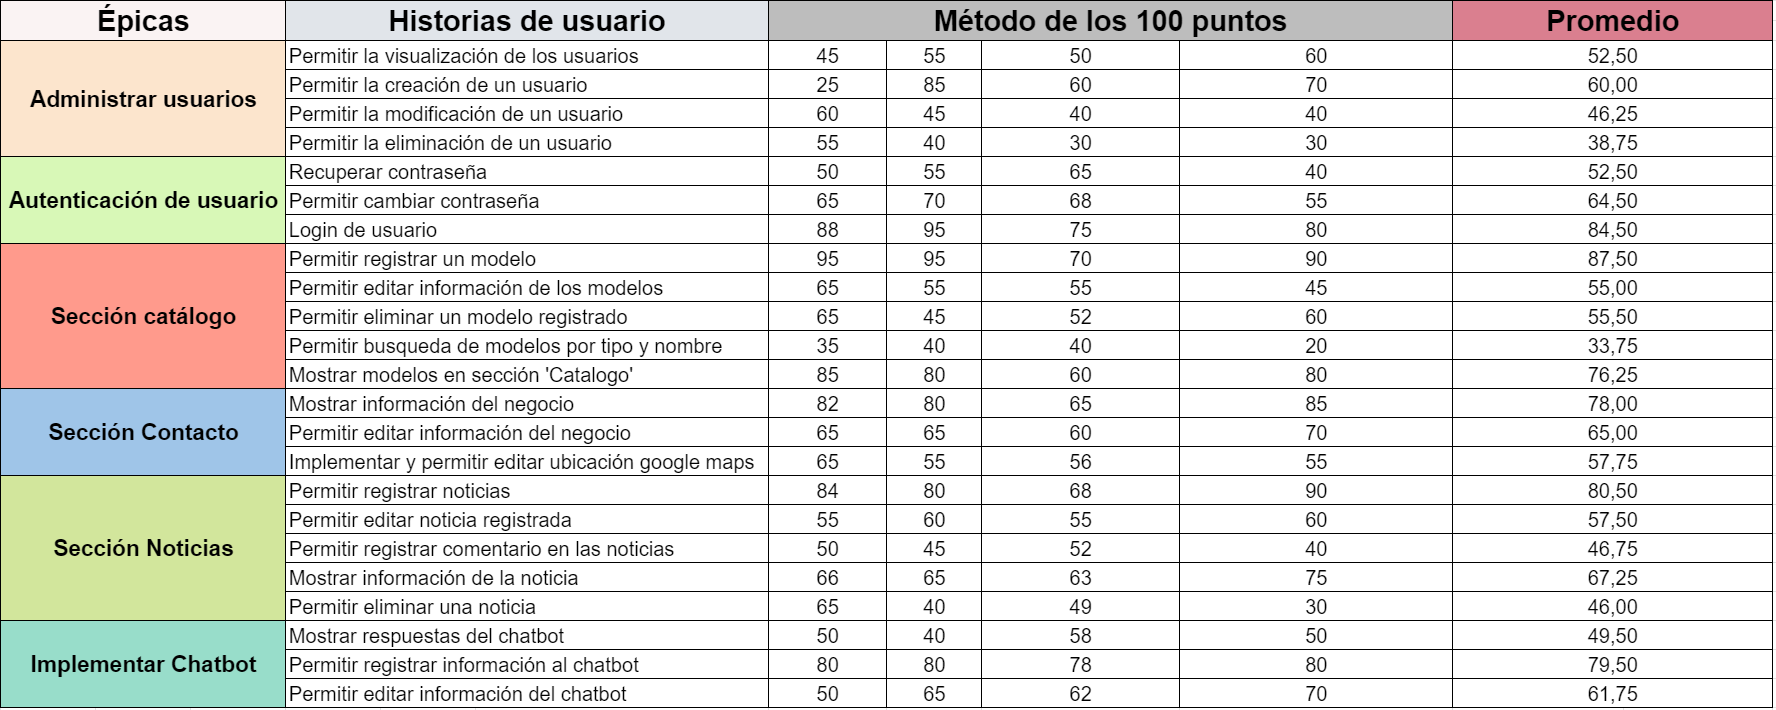 Épicas Historias de usuario Método de los 100 puntos Promedio
Administrar usuarios
Permitir la visualización de los usuarios 45 55 50 60 52,50
Permitir la creación de un usuario 25 85 60 70 60,00
Permitir la modificación de un usuario 60 45 40 40 46,25
Permitir la eliminación de un usuario 55 40 30 30 38,75
Autenticación de usuario
Recuperar contraseña 50 55 65 40 52,50
Permitir cambiar contraseña 65 70 68 55 64,50
Login de usuario 88 95 75 80 84,50
Sección catálogo
Permitir registrar un modelo 95 95 70 90 87,50
Permitir editar información de los modelos 65 55 55 45 55,00
Permitir eliminar un modelo registrado 65 45 52 60 55,50
Permitir busqueda de modelos por tipo y nombre 35 40 40 20 33,75
Mostrar modelos en sección 'Catalogo' 85 80 60 80 76,25
Sección Contacto
Mostrar información del negocio 82 80 65 85 78,00
Permitir editar información del negocio 65 65 60 70 65,00
Implementar y permitir editar ubicación google maps 65 55 56 55 57,75
Sección Noticias
Permitir registrar noticias 84 80 68 90 80,50
Permitir editar noticia registrada 55 60 55 60 57,50
Permitir registrar comentario en las noticias 50 45 52 40 46,75
Mostrar información de la noticia 66 65 63 75 67,25
Permitir eliminar una noticia 65 40 49 30 46,00
Implementar Chatbot
Mostrar respuestas del chatbot 50 40 58 50 49,50
Permitir registrar información al chatbot 80 80 78 80 79,50
Permitir editar información del chatbot 50 65 62 70 61,75